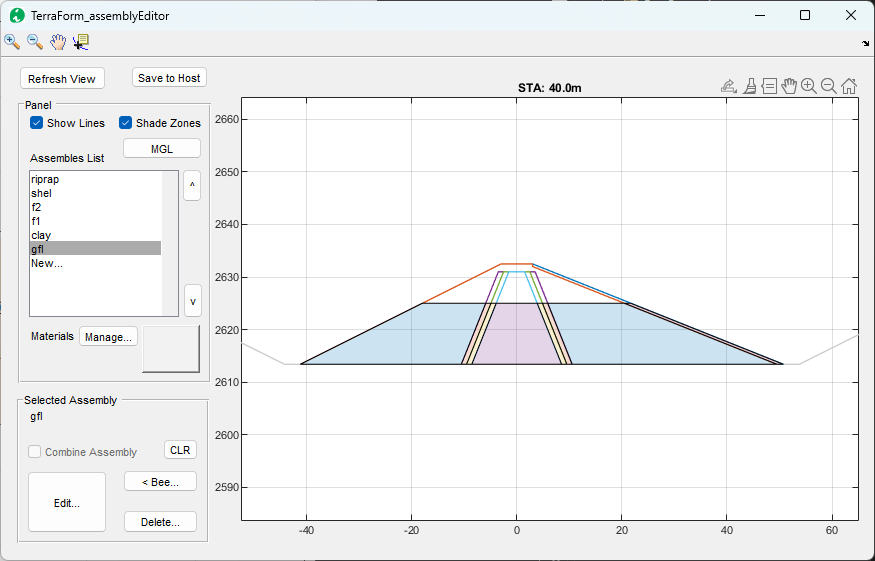 TerraForm_assemblyEditor
Refresh View
Save to Host
Panel
Show Lines
Shade Zones
MGL
Assembles List
riprap
shel
f2
f1
clay
gfl
New...
^
v
Materials
Manage...
Selected Assembly
gfl
Combine Assembly
CLR
Edit...
< Bee...
Delete...
STA: 40.0m
2660
2650
2640
2630
2620
2610
2600
2590
-40
-20
0
20
40
60